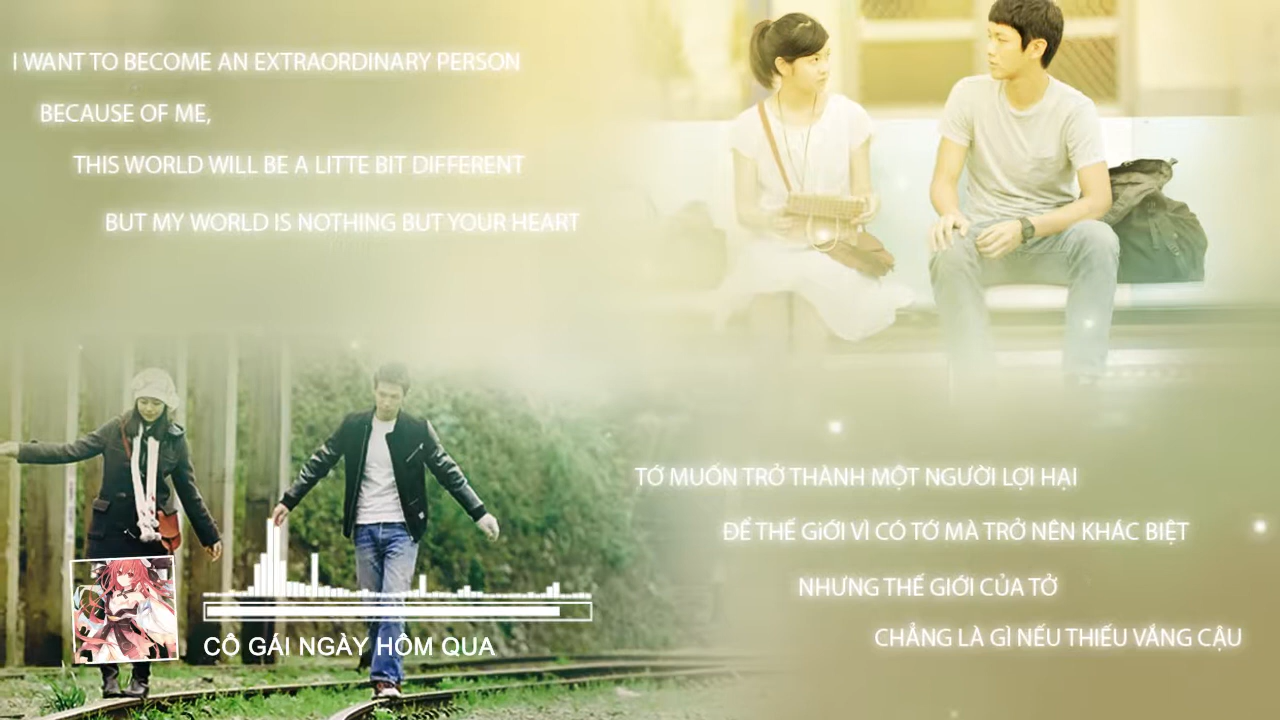 I WANT TO BECOME AN EXTRAORDINARY PERSON
BECAUSE OF ME,
THIS WORLD WILL BE A LITTE BIT DIFFERENT
BUT MY WORLD IS NOTHING BUT YOUR HEART
TỚ MUỐN TRỞ THÀNH MỘT NGƯỜI LỢI HẠI
ĐỂ THẾ GiỚI VÌ CÓ TỚ MÀ TRỞ NÊN KHÁC BIỆT
NHƯNG THẾ GIỚI CỦA TỞ
CHẲNG LÀ GÌ NẾU THIẾU VẮNG CẬU
CÔ GÁI NGÀY HÔM QUA